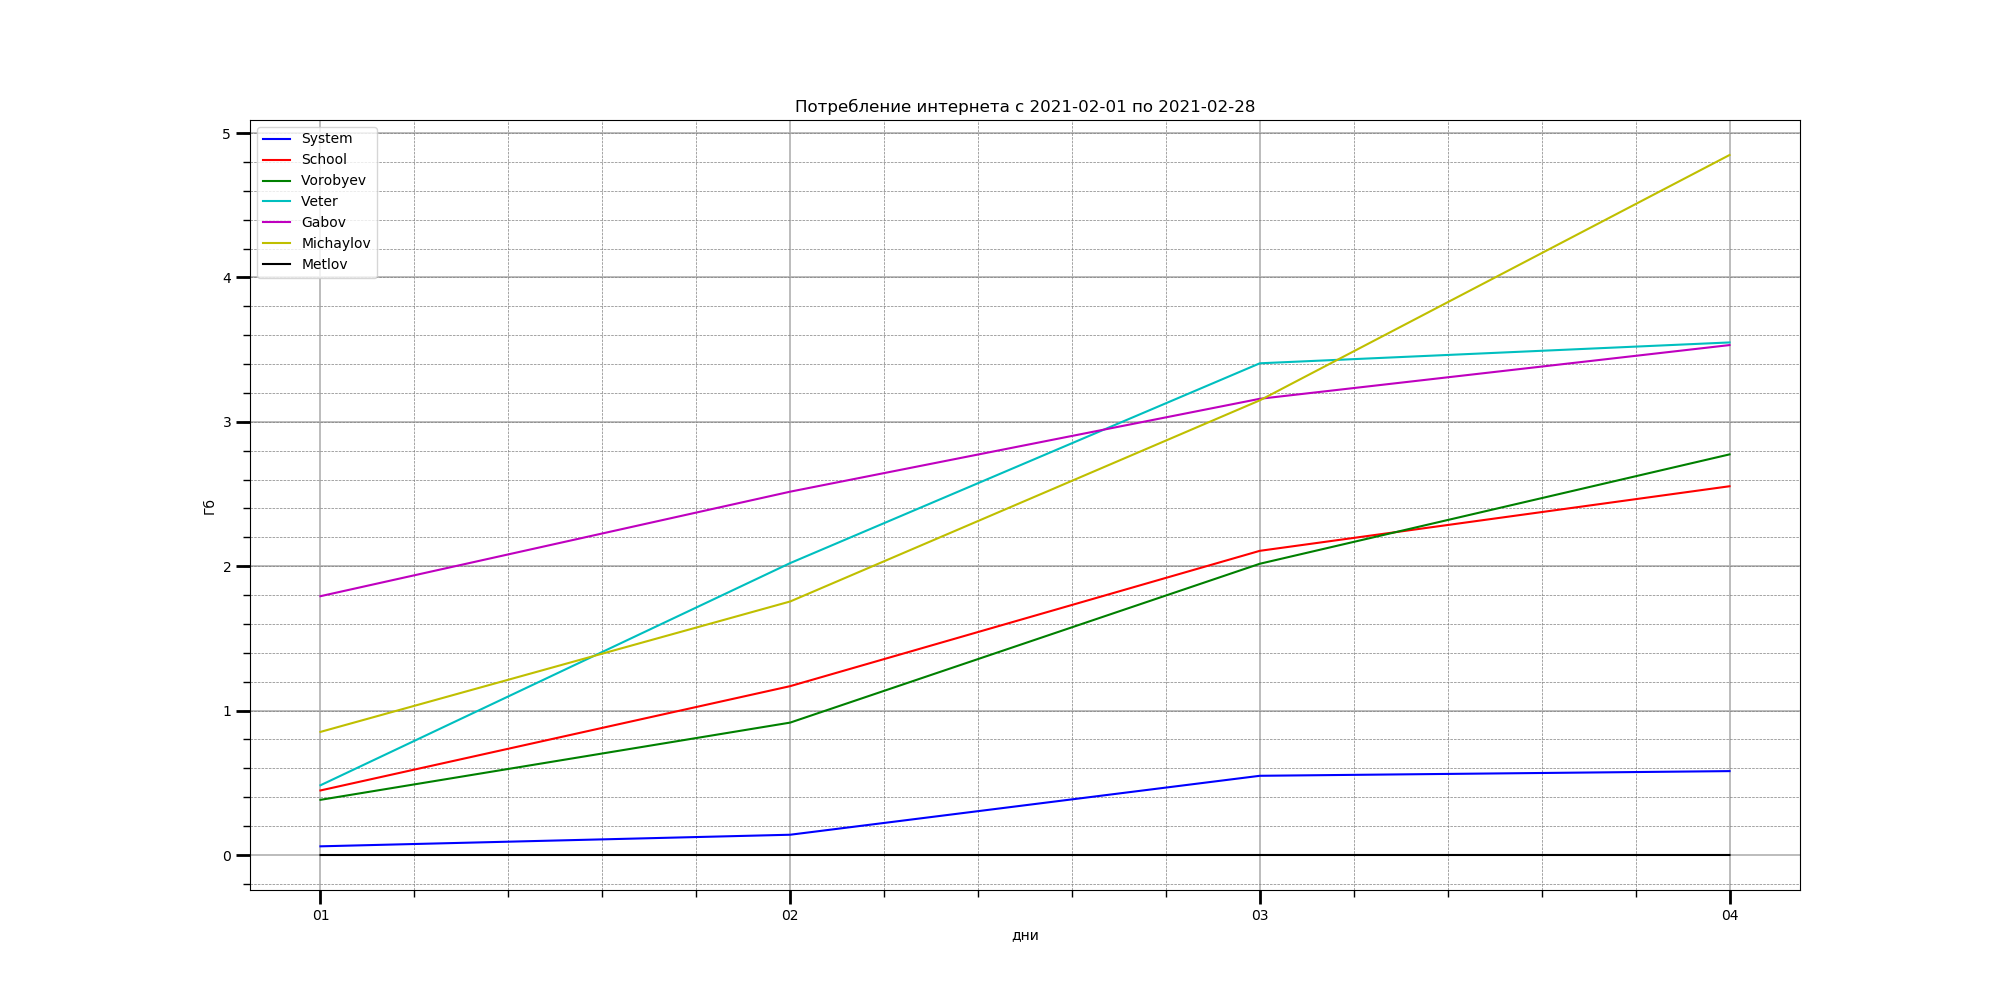 Потребление интернета с 2021-02-01 по 2021-02-28
System
School
Vorobyev
Veter
Gabov
Michaylov
Metlov
5
4
3
2
1
0
Гб
01 02 03 04
дни